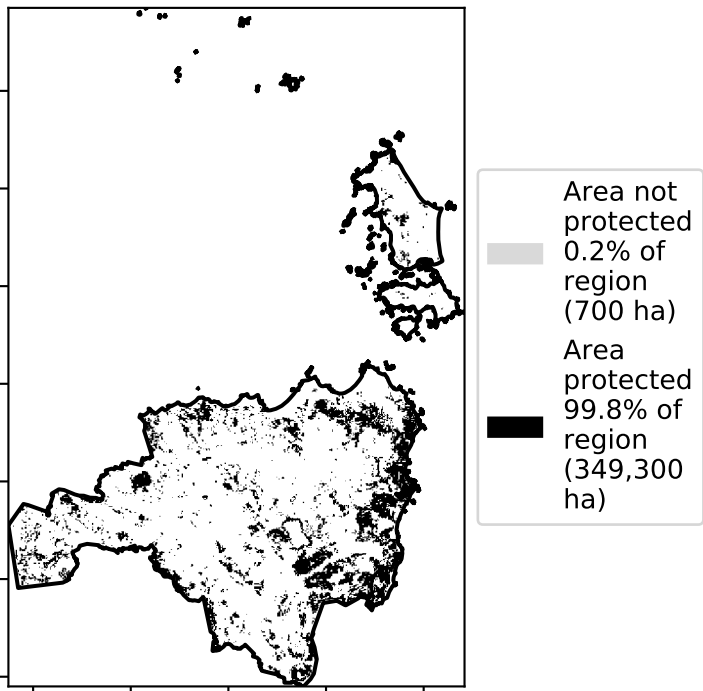 Area not
protected
0.2% of
region
(700 ha)
Area
protected
99.8% of
region
(349,300
ha)